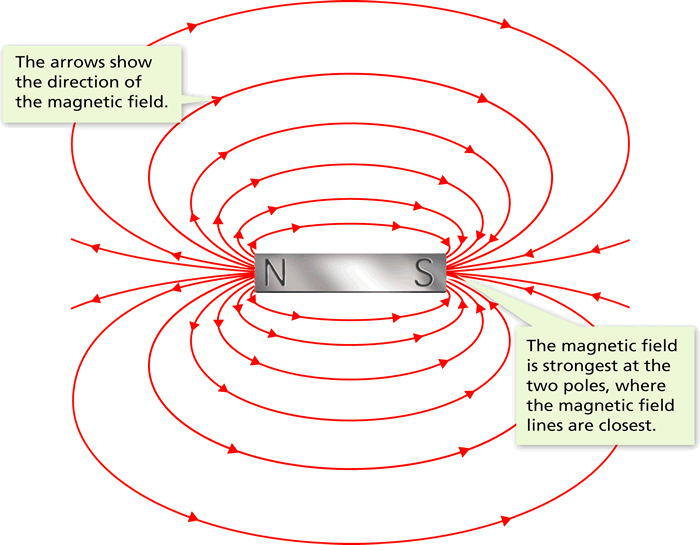 The arrows show
the direction of
the magnetic field.
N S
The magnetic field
is strongest at the
two poles, where
the magnetic field
lines are closest.